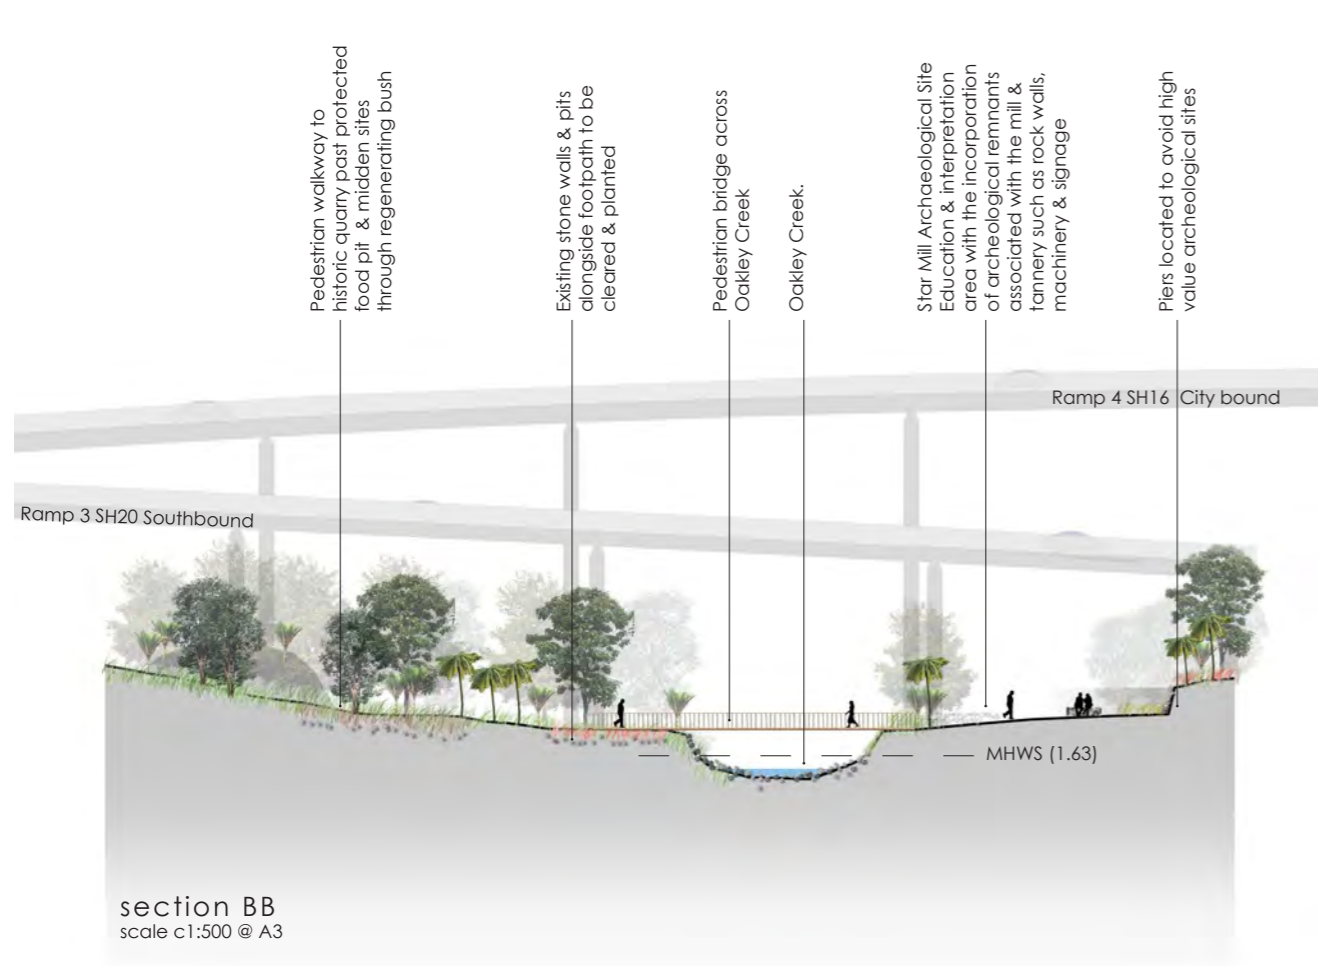 Pedestrian walkway to
historic quarry past protected
food pit & midden sites
through regenerating bush
Existing stone walls & pits
alongside footpath to be
cleared & planted
Pedestrian bridge across
Oakley Creek
Oakley Creek.
Star Mill Archaeological Site
Education & interpretation
area with the incorporation
of archeological remnants
associated with the mill &
tannery such as rock walls,
machinery & signage
Piers located to avoid high
value archeological sites
Ramp 4 SH16 City bound
Ramp 3 SH20 Southbound
MHWS (1.63)
section BB
scale c1:500 @ A3